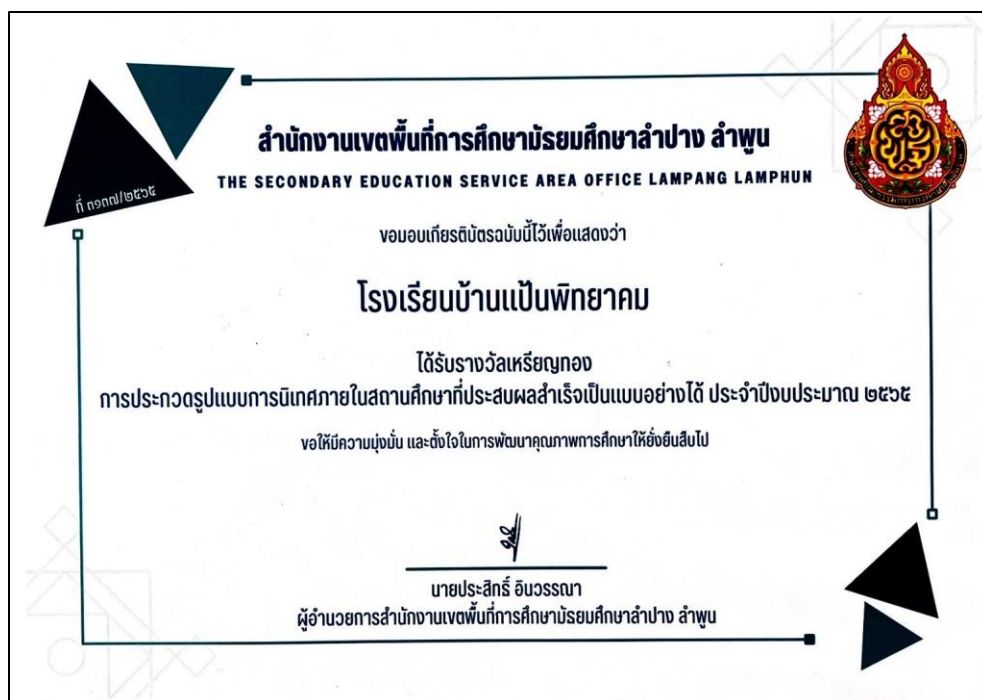 ที่ ๓๑๓๗/๒๕๖๕
สำนักงานเขตพื้นที่การศึกษามัธยมศึกษาลำปาง ลำพูน
THE SECONDARY EDUCATION SERVICE AREA OFFICE LAMPANG LAMPHUN
ขอมอบเกียรติบัตรฉบับนี้ไว้เพื่อแสดงว่า
โรงเรียนบ้านแป้นพิทยาคม
ได้รับรางวัลเหรียญทอง
การประกวดรูปแบบการนิเทศภายในสถานศึกษาที่ประสบผลสำเร็จเป็นแบบอย่างได้ ประจำปีงบประมาณ ๒๕๖๕
ขอให้มีความมุ่งมั่น และตั้งใจในการพัฒนาคุณภาพการศึกษาให้ยั่งยืนสืบไป
นายประสิทธิ์ อินวรรณา
ผู้อำนวยการสำนักงานเขตพื้นที่การศึกษามัธยมศึกษาลำปาง ลำพูน